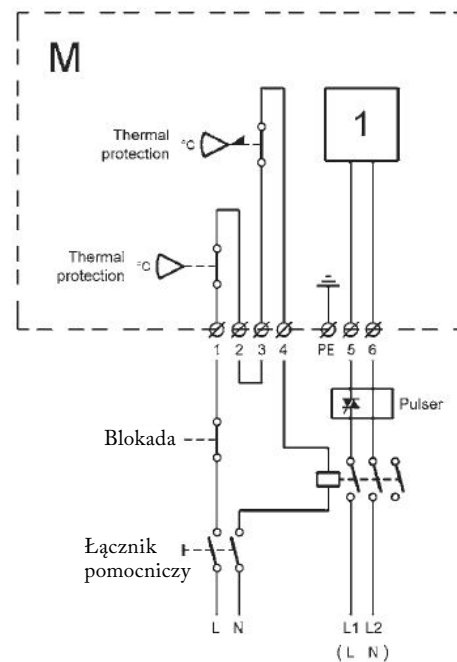 M
Thermal
protection
°C
1
Thermal
protection
°C
1 2 3 4 PE 5 6
Pulser
Blokada
Łącznik
pomocniczy
L N L1 L2
( L N )